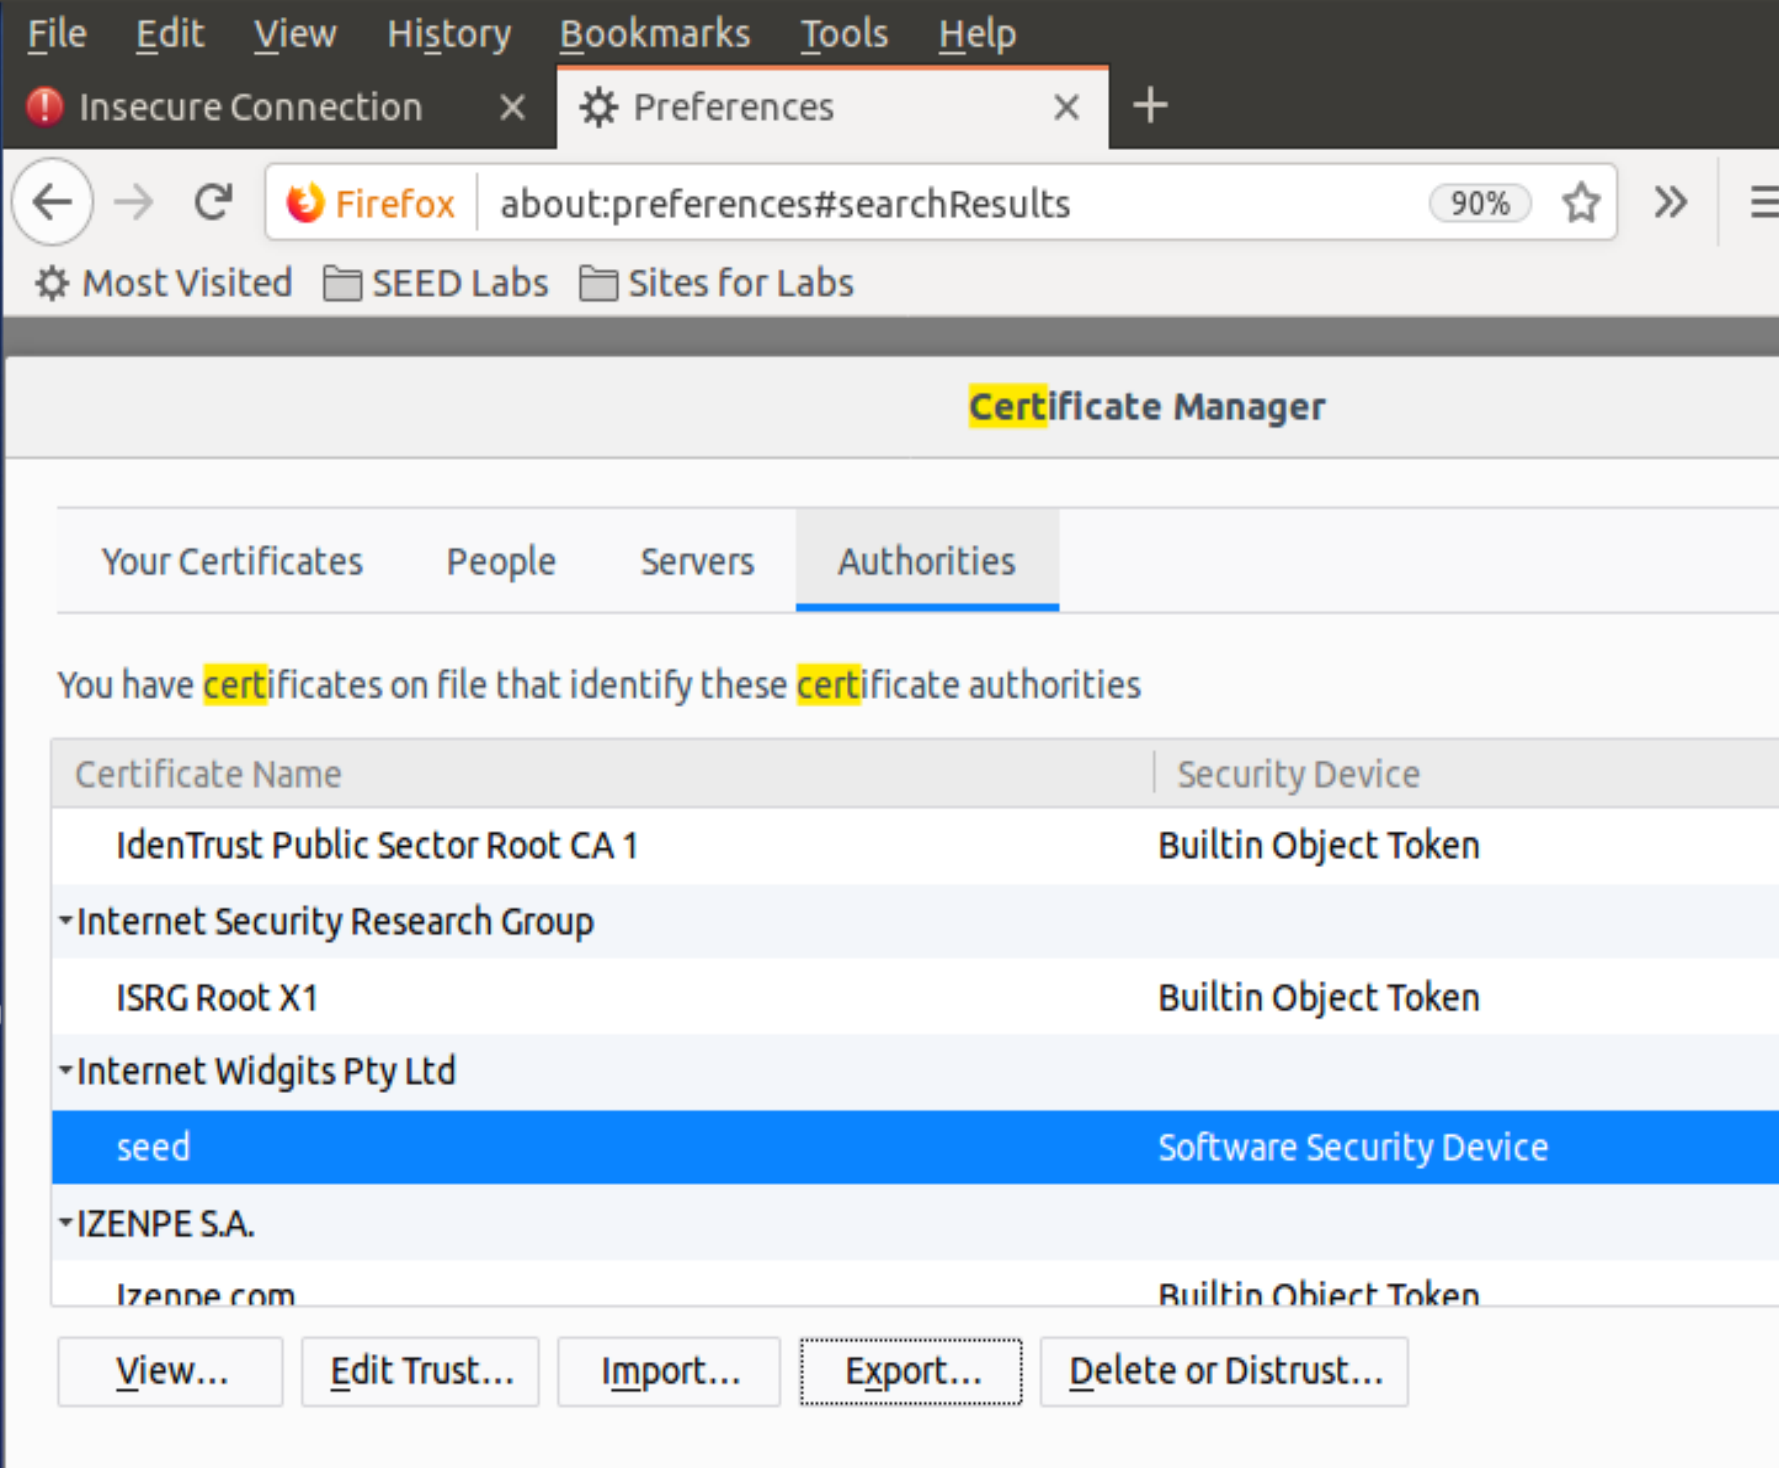 File Edit View History Bookmarks Tools Help
Insecure Connection Preferences
Firefox about:preferences#searchResults 90%
Most Visited SEED Labs Sites for Labs
Certificate Manager
Your Certificates People Servers Authorities
You have certificates on file that identify these certificate authorities
Certificate Name Security Device
IdenTrust Public Sector Root CA 1 Builtin Object Token
Internet Security Research Group
ISRG Root X1 Builtin Object Token
Internet Widgits Pty Ltd
seed Software Security Device
IZENPE S.A.
Izenpe.com Builtin Object Token
View... Edit Trust... Import... Export... Delete or Distrust...